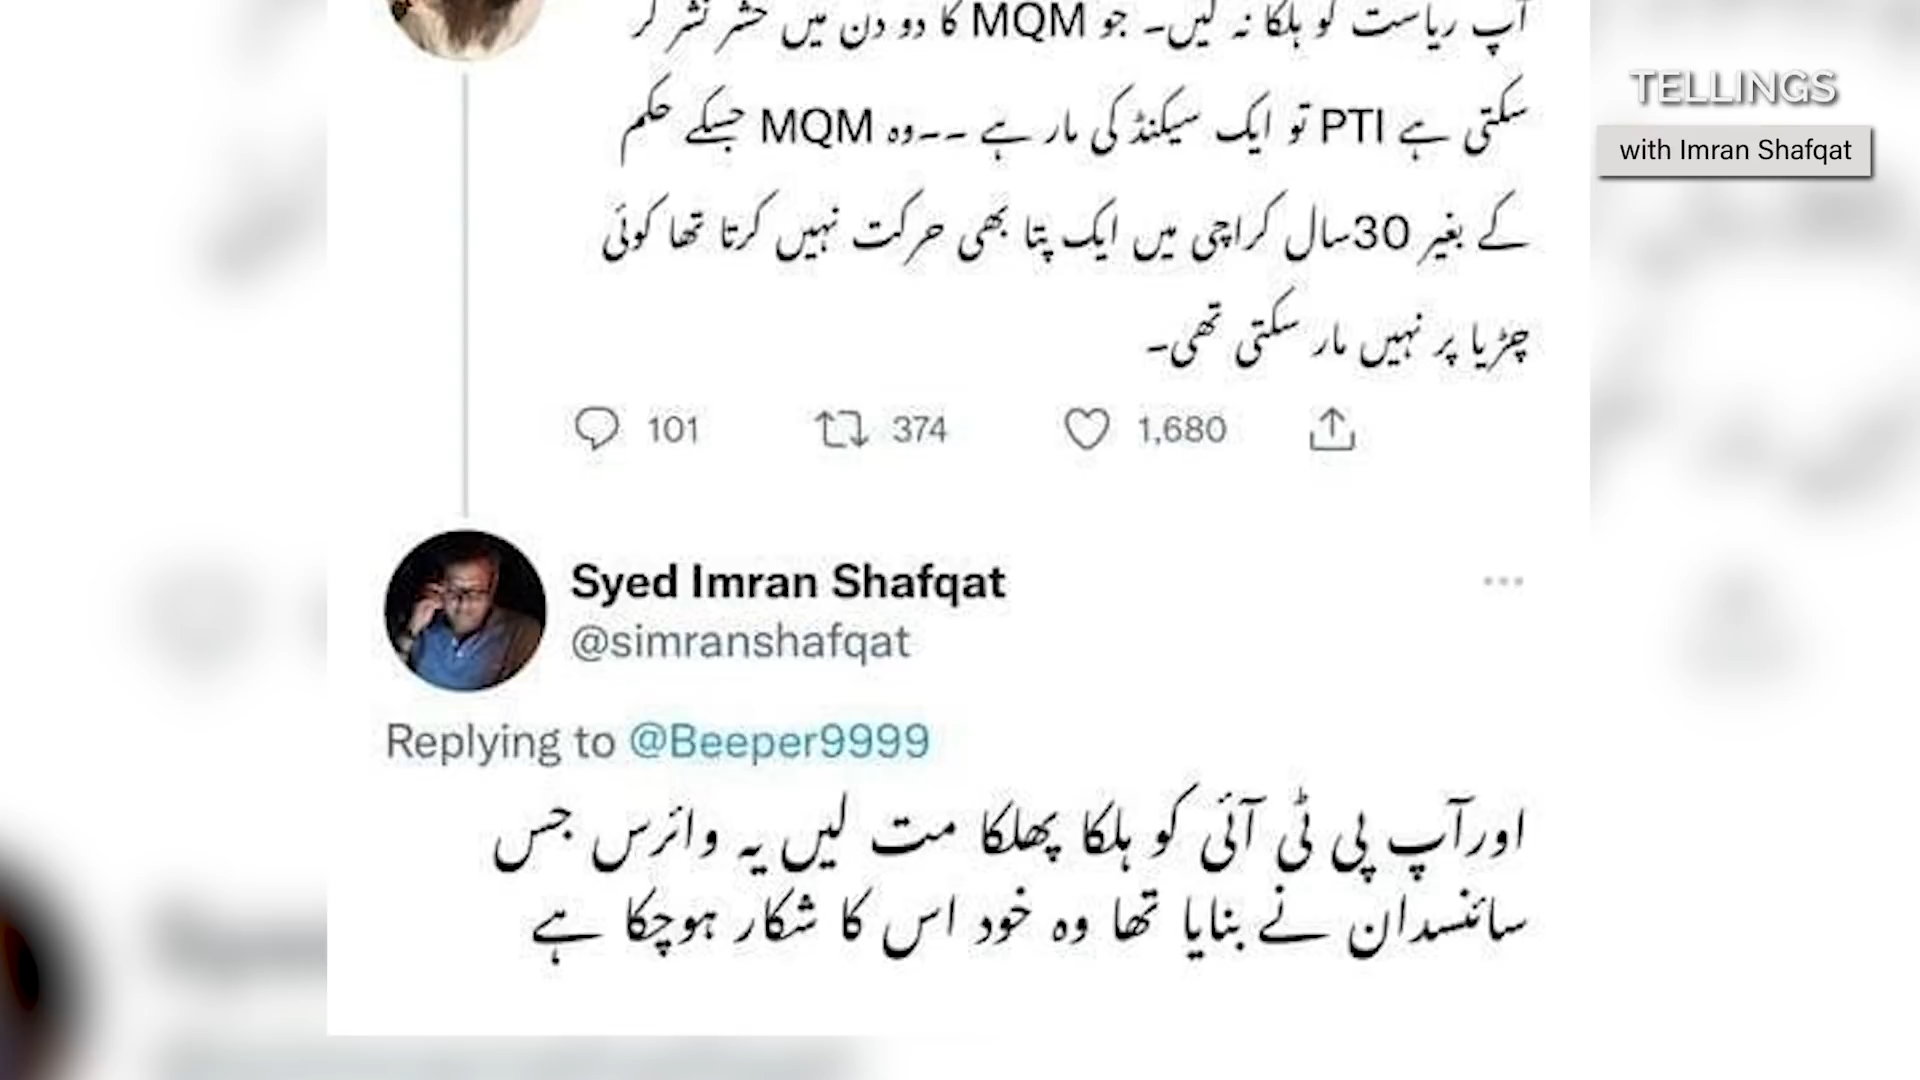 آپ ریاست کو ہلکا نہ لیں۔ جو MQM کا دو دن میں حشر نشر کر
سکتی ہے PTI تو ایک سیکنڈ کی مار ہے ۔۔وہ MQM جسکے حکم
کے بغیر 30سال کراچی میں ایک پتا بھی حرکت نہیں کرتا تھا کوئی
چڑیا پر نہیں مار سکتی تھی۔
101 374 1,680
Syed Imran Shafqat
@simranshafqat
Replying to @Beeper9999
اورآپ پی ٹی آئی کو ہلکا پھلکا مت لیں یہ وائرس جس
سائنسدان نے بنایا تھا وہ خود اس کا شکار ہوچکا ہے
TELLINGS
with Imran Shafqat